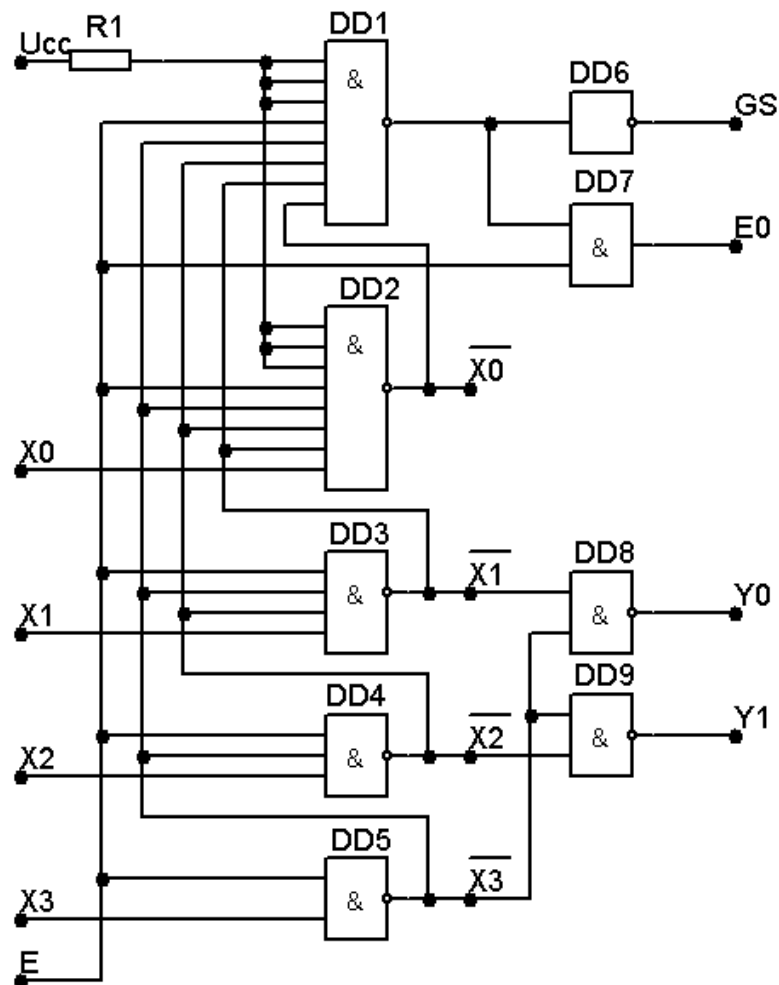 Ucc
R1
DD1
&
DD6
GS
DD7
&
E0
DD2
&
X0
X0
DD3
&
X1
X1
DD8
&
Y0
DD4
&
X2
X2
DD9
&
Y1
DD5
&
X3
X3
E